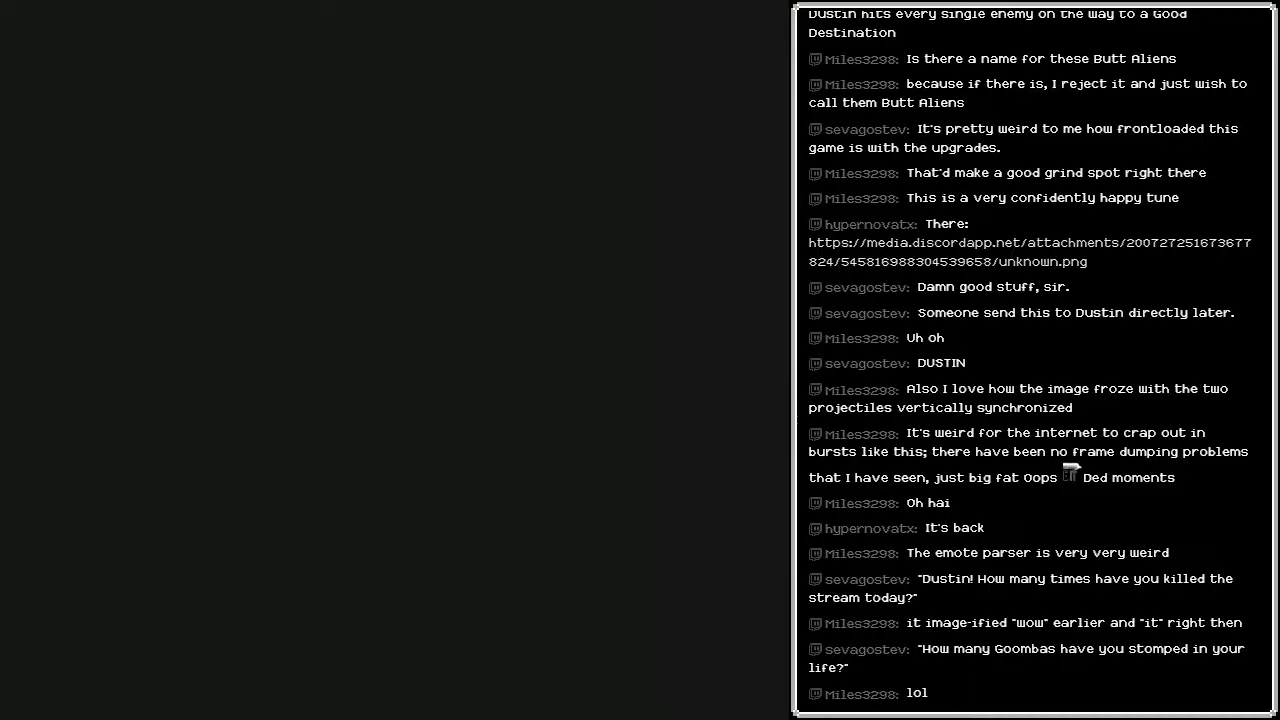 Dustin hits every single enemy on the way to a Good
Destination
Miles3298: Is there a name for these Butt Aliens
Miles3298: because if there is, I reject it and just wish to
call them Butt Aliens
sevagostev: It's pretty weird to me how frontloaded this
game is with the upgrades.
Miles3298: That'd make a good grind spot right there
Miles3298: This is a very confidently happy tune
hypernovatx: There:
https://media.discordapp.net/attachments/200727251673677
824/545816988304539658/unknown.png
sevagostev: Damn good stuff, sir.
sevagostev: Someone send this to Dustin directly later.
Miles3298: Uh oh
sevagostev: DUSTIN
Miles3298: Also I love how the image froze with the two
projectiles vertically synchronized
Miles3298: It's weird for the internet to crap out in
bursts like this; there have been no frame dumping problems
that I have seen, just big fat Oops Ded moments
Miles3298: Oh hai
hypernovatx: It's back
Miles3298: The emote parser is very very weird
sevagostev: "Dustin! How many times have you killed the
stream today?"
Miles3298: it image-ified "wow" earlier and "it" right then
sevagostev: "How many Goombas have you stomped in your
life?"
Miles3298: lol